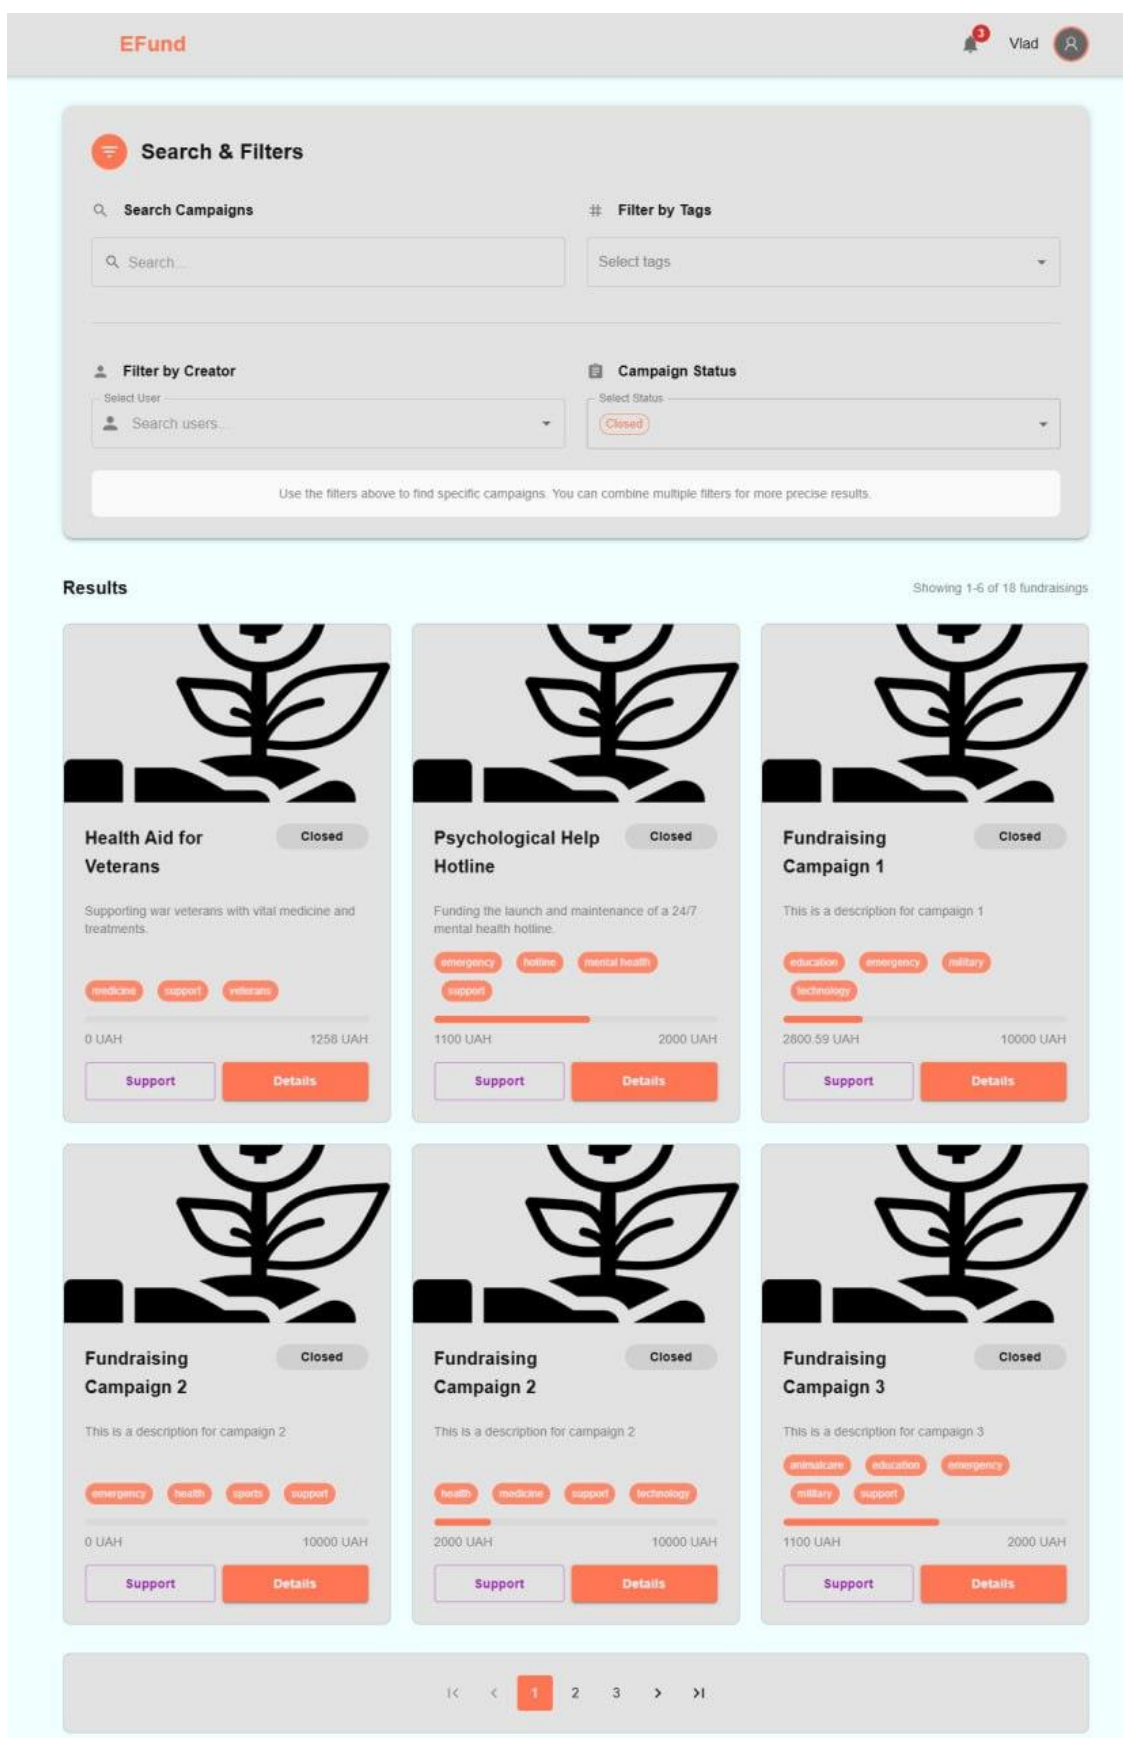 EFund
3
Vlad
Search & Filters
Search Campaigns
Filter by Tags
Search...
Select tags
Filter by Creator
Campaign Status
Select User
Select Status
Search users...
Closed
Use the filters above to find specific campaigns. You can combine multiple filters for more precise results.
Results
Showing 1-6 of 18 fundraisings
Health Aid for
Veterans
Closed
Supporting war veterans with vital medicine and
treatments.
medicine support veterans
0 UAH 1258 UAH
Support Details
Psychological Help
Hotline
Closed
Funding the launch and maintenance of a 24/7
mental health hotline.
emergency hotline mental health
support
1100 UAH 2000 UAH
Support Details
Fundraising
Campaign 1
Closed
This is a description for campaign 1
education emergency military
technology
2800.59 UAH 10000 UAH
Support Details
Fundraising
Campaign 2
Closed
This is a description for campaign 2
emergency health sports support
0 UAH 10000 UAH
Support Details
Fundraising
Campaign 2
Closed
This is a description for campaign 2
health medicine support technology
2000 UAH 10000 UAH
Support Details
Fundraising
Campaign 3
Closed
This is a description for campaign 3
animalcare education emergency
military support
1100 UAH 2000 UAH
Support Details
1 2 3